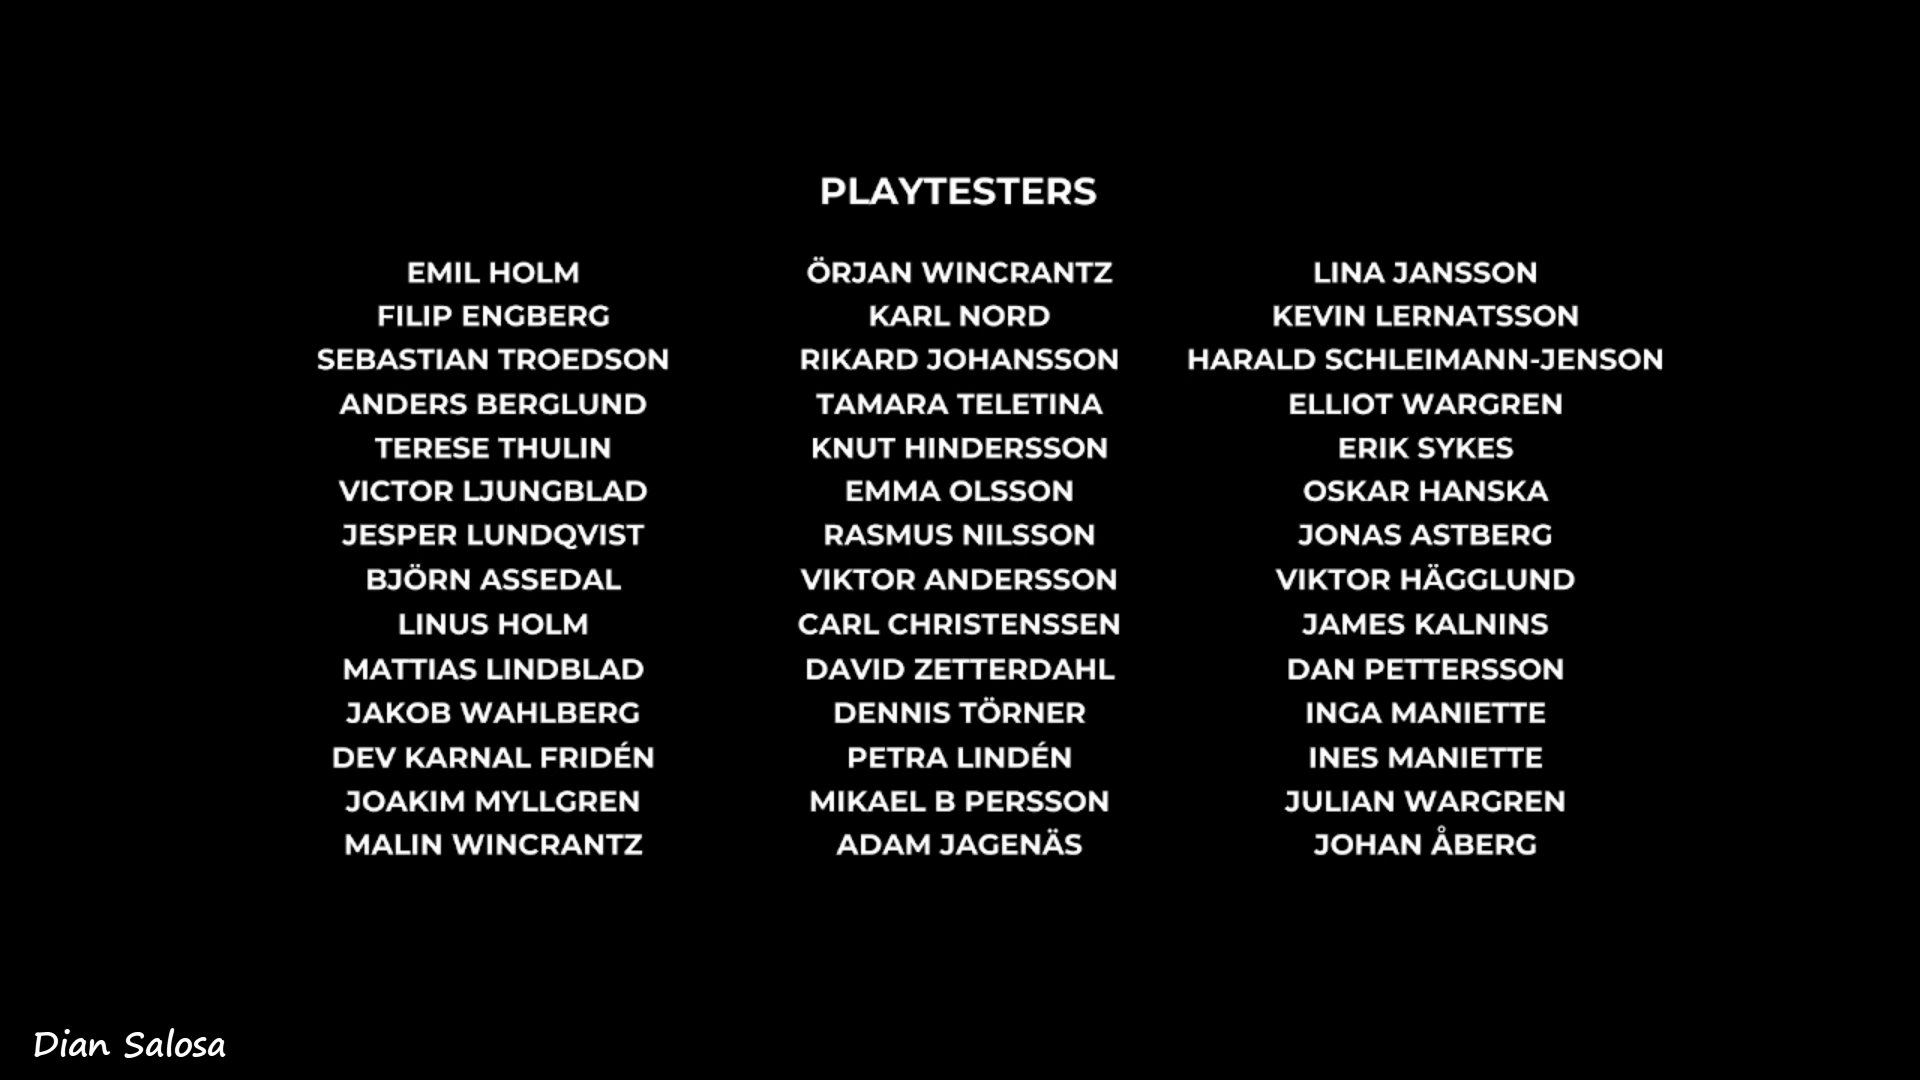 PLAYTESTERS
EMIL HOLM
FILIP ENGBERG
SEBASTIAN TROEDSON
ANDERS BERGLUND
TERESE THULIN
VICTOR LJUNGBLAD
JESPER LUNDQVIST
BJÖRN ASSEDAL
LINUS HOLM
MATTIAS LINDBLAD
JAKOB WAHLBERG
DEV KARNAL FRIDÉN
JOAKIM MYLLGREN
MALIN WINCRANTZ
ÖRJAN WINCRANTZ
KARL NORD
RIKARD JOHANSSON
TAMARA TELETINA
KNUT HINDERSSON
EMMA OLSSON
RASMUS NILSSON
VIKTOR ANDERSSON
CARL CHRISTENSSEN
DAVID ZETTERDAHL
DENNIS TÖRNER
PETRA LINDÉN
MIKAEL B PERSSON
ADAM JAGENÄS
LINA JANSSON
KEVIN LERNATSSON
HARALD SCHLEIMANN-JENSON
ELLIOT WARGREN
ERIK SYKES
OSKAR HANSKA
JONAS ASTBERG
VIKTOR HÄGGLUND
JAMES KALNINS
DAN PETTERSSON
INGA MANIETTE
INES MANIETTE
JULIAN WARGREN
JOHAN ÅBERG
Dian Salosa